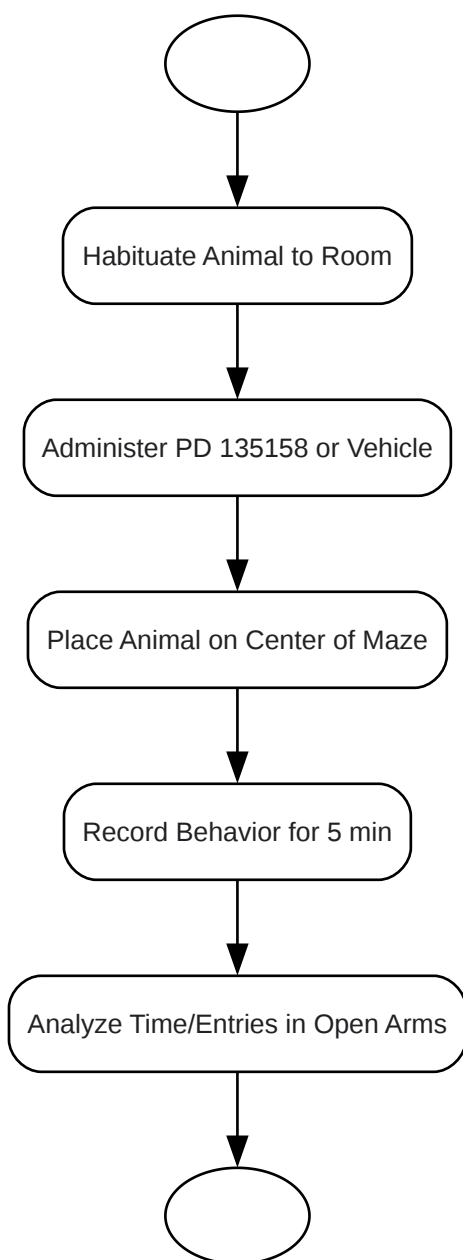 Habituate Animal to Room
Administer PD 135158 or Vehicle
Place Animal on Center of Maze
Record Behavior for 5 min
Analyze Time/Entries in Open Arms